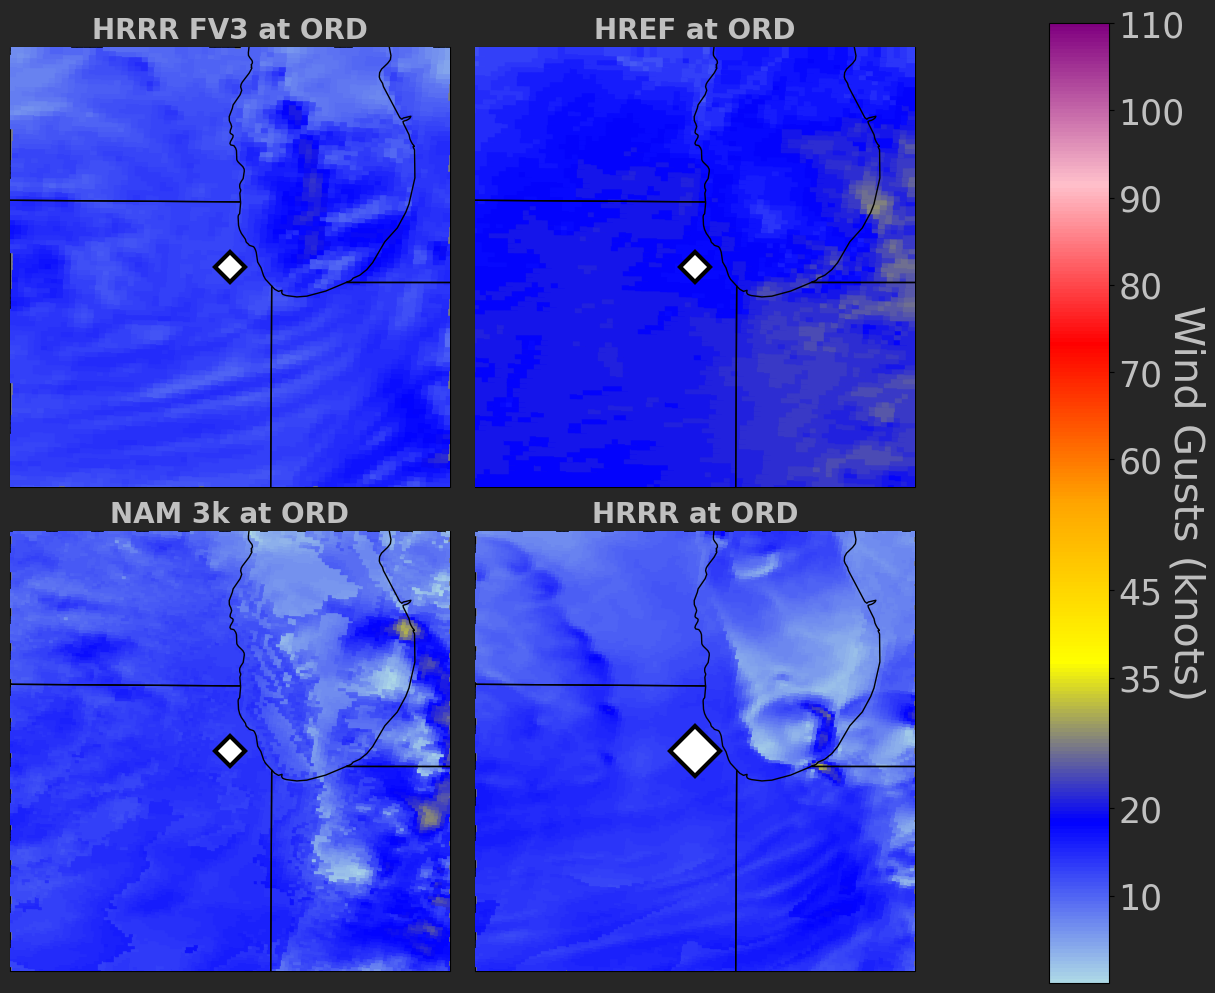 HRRR FV3 at ORD
HREF at ORD
NAM 3k at ORD
HRRR at ORD
110
100
90
80
70
60
45
35
20
10
Wind Gusts (knots)